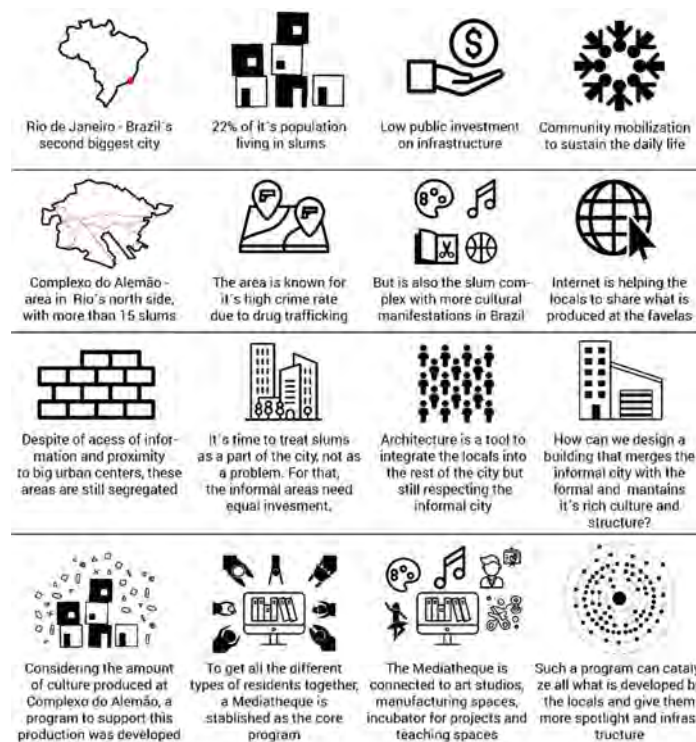 Rio de Janeiro - Brazil´s
second biggest city
22% of it´s population
living in slums
Low public investment
on infrastructure
Community mobilization
to sustain the daily life
Complexo do Alemão -
area in Rio´s north side,
with more than 15 slums
The area is known for
it´s high crime rate
due to drug trafficking
But is also the slum com-
plex with more cultural
manifestations in Brazil
Internet is helping the
locals to share what is
produced at the favelas
Despite of acess of infor-
mation and proximity
to big urban centers, these
areas are still segregated
It´s time to treat slums
as a part of the city, not as
a problem. For that,
the informal areas need
equal invesment.
Architecture is a tool to
integrate the locals into
the rest of the city but
still respecting the
informal city
How can we design a
building that merges the
informal city with the
formal and mantains
it´s rich culture and
structure?
Considering the amount
of culture produced at
Complexo do Alemão, a
program to support this
production was developed
To get all the different
types of residents together,
a Mediatheque is
stablished as the core
program
The Mediatheque is
connected to art studios,
manufacturing spaces,
incubator for projects and
teaching spaces
Such a program can cataly
ze all what is developed b
the locals and give them
more spotlight and infras
tructure